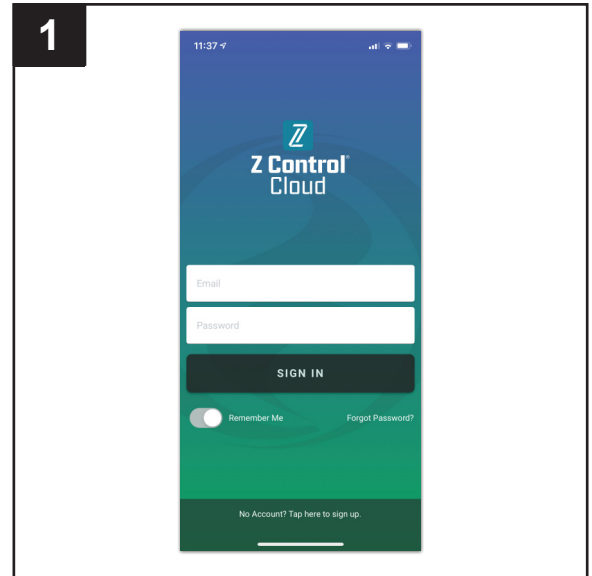 1
11:37
Z Control®
Cloud
Email
Password
SIGN IN
Remember Me Forgot Password?
No Account? Tap here to sign up.